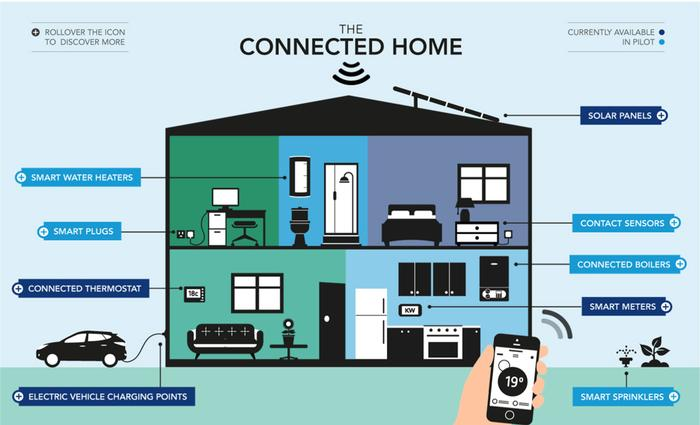 ROLLOVER THE ICON
TO DISCOVER MORE
THE
CONNECTED HOME
CURRENTLY AVAILABLE
IN PILOT
SOLAR PANELS
SMART WATER HEATERS
SMART PLUGS
CONTACT SENSORS
CONNECTED BOILERS
CONNECTED THERMOSTAT
18c
SMART METERS
KW
19°
ELECTRIC VEHICLE CHARGING POINTS
SMART SPRINKLERS